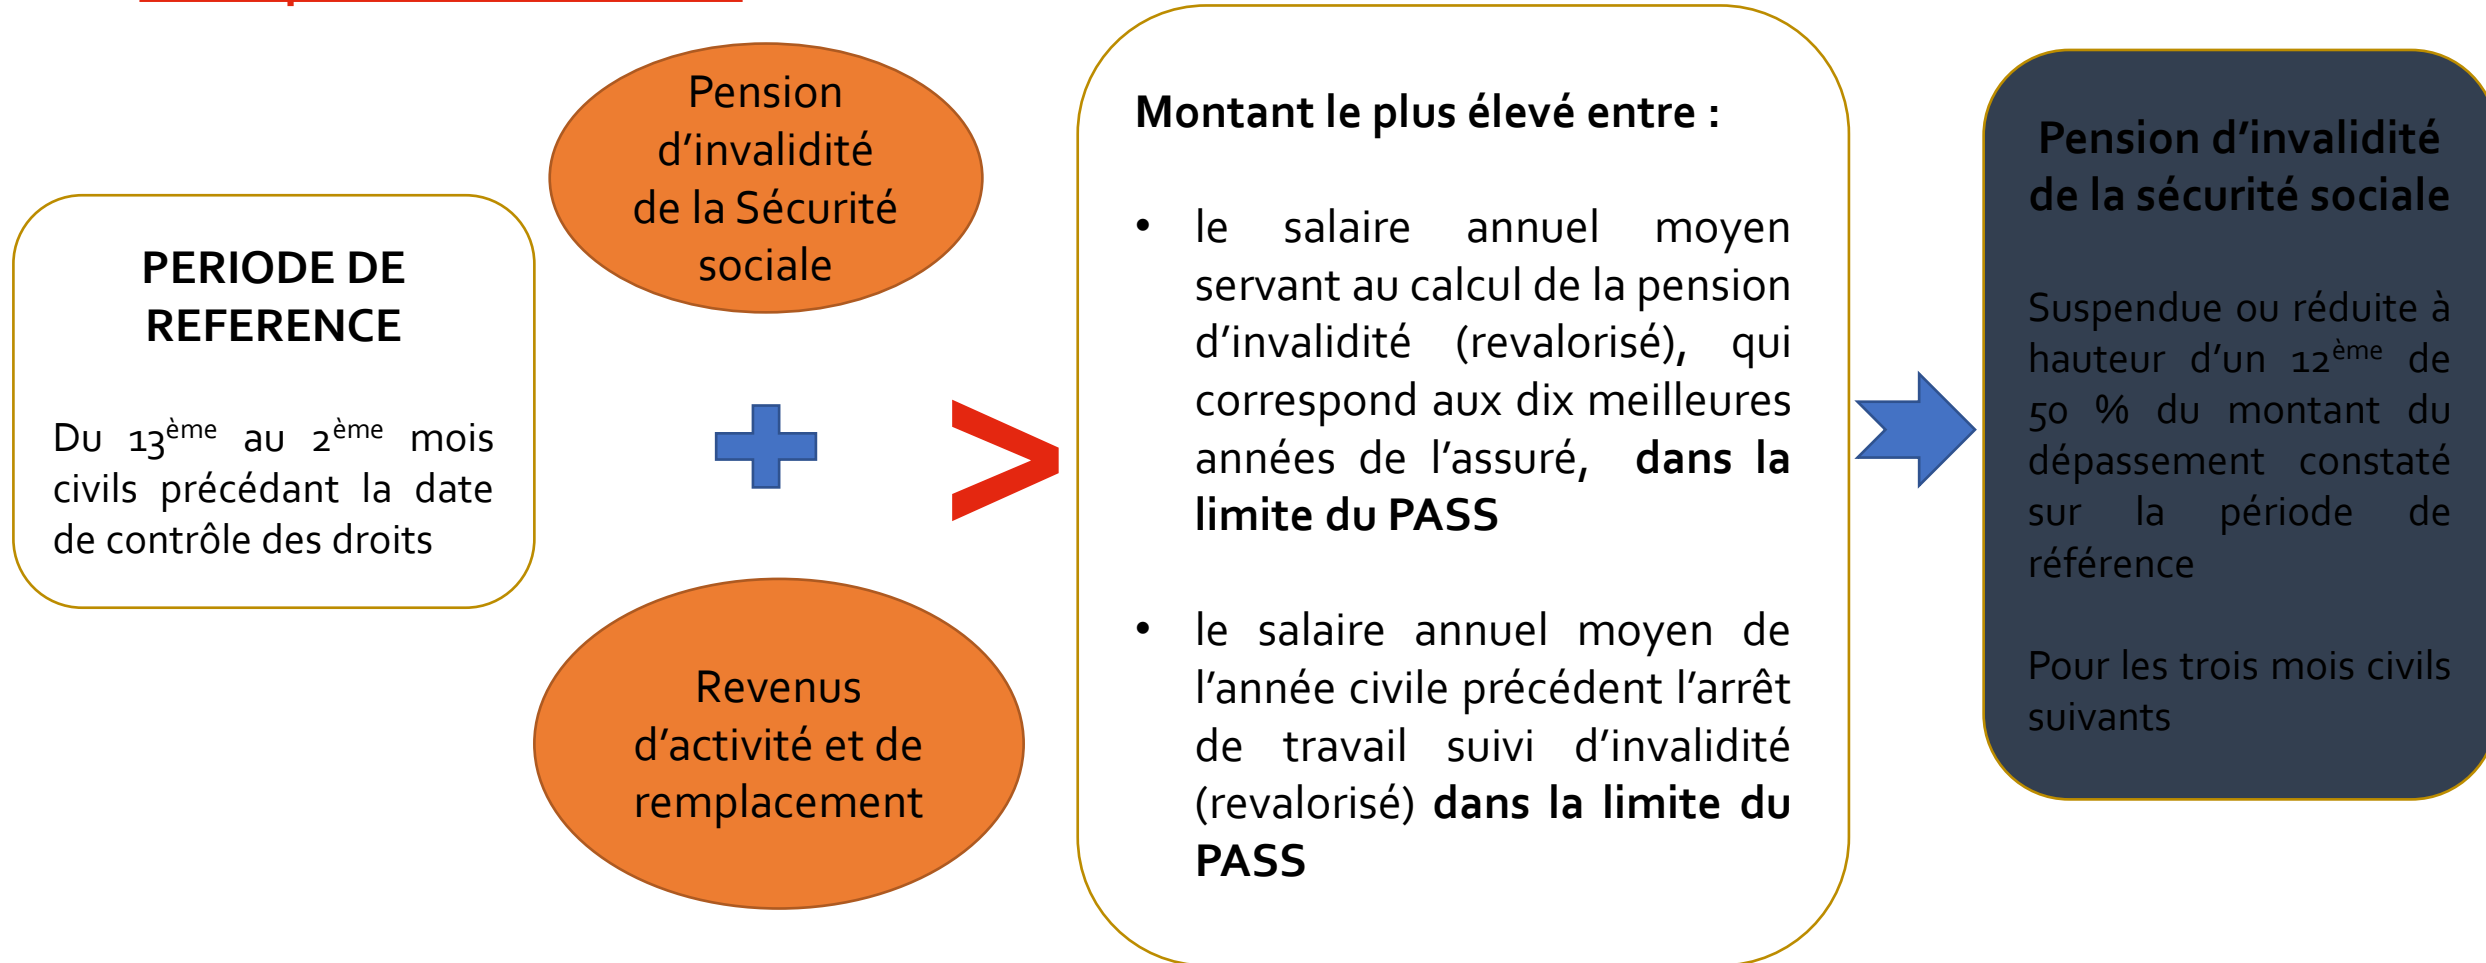 PERIODE DE
REFERENCE
Du 13ème au 2ème mois
civils précédant la date
de contrôle des droits
Pension
d’invalidité
de la Sécurité
sociale
+
Revenus
d’activité et de
remplacement
>
Montant le plus élevé entre :
• le salaire annuel moyen
servant au calcul de la pension
d’invalidité (revalorisé), qui
correspond aux dix meilleures
années de l’assuré, dans la
limite du PASS
• le salaire annuel moyen de
l’année civile précédent l’arrêt
de travail suivi d’invalidité
(revalorisé) dans la limite du
PASS
Pension d’invalidité
de la sécurité sociale
Suspendue ou réduite à
hauteur d’un 12ème de
50 % du montant du
dépassement constaté
sur la période de
référence
Pour les trois mois civils
suivants